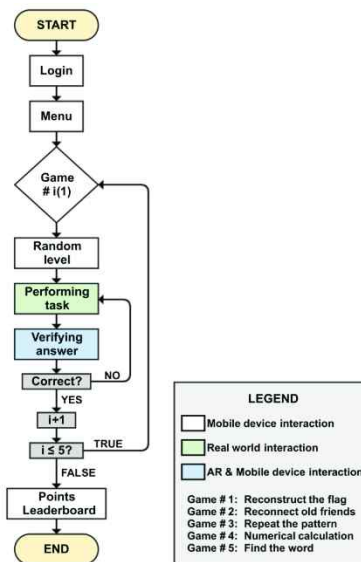 START
Login
Menu
Game
# i(1)
Random
level
Performing
task
Verifying
answer
Correct?
NO
YES
i+1
i ≤ 5?
TRUE
FALSE
Points
Leaderboard
END
LEGEND
Mobile device interaction
Real world interaction
AR & Mobile device interaction
Game # 1: Reconstruct the flag
Game # 2: Reconnect old friends
Game # 3: Repeat the pattern
Game # 4: Numerical calculation
Game # 5: Find the word